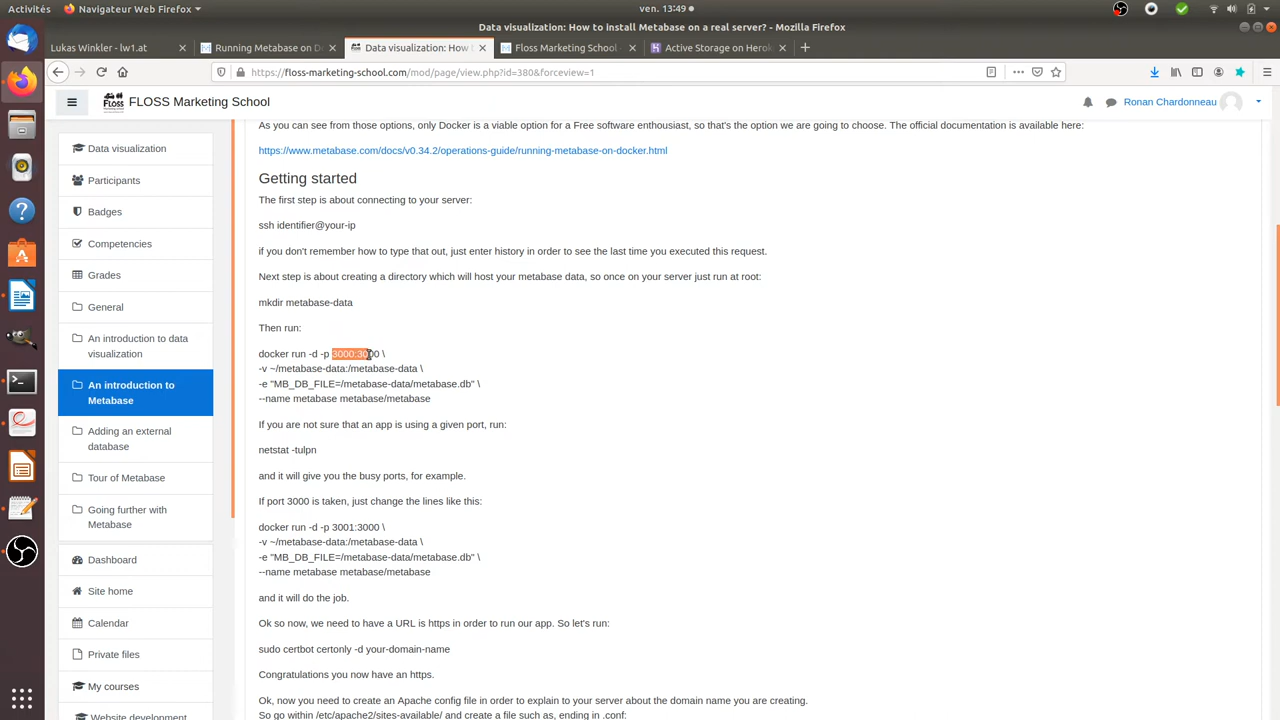 Activités
Navigateur Web Firefox
ven. 13:49
Data visualization: How to install Metabase on a real server? - Mozilla Firefox
Lukas Winkler - lw1.at
Running Metabase on D
Data visualization: How t
Floss Marketing School
Active Storage on Herok
https://floss-marketing-school.com/mod/page/view.php?id=380&forceview=1
FLOSS Marketing School
Ronan Chardonneau
Data visualization
Participants
Badges
Competencies
Grades
General
An introduction to data
visualization
An introduction to
Metabase
Adding an external
database
Tour of Metabase
Going further with
Metabase
Dashboard
Site home
Calendar
Private files
My courses
Website development
As you can see from those options, only Docker is a viable option for a Free software enthusiast, so that's the option we are going to choose. The official documentation is available here:
https://www.metabase.com/docs/v0.34.2/operations-guide/running-metabase-on-docker.html
Getting started
The first step is about connecting to your server:
ssh identifier@your-ip
if you don't remember how to type that out, just enter history in order to see the last time you executed this request.
Next step is about creating a directory which will host your metabase data, so once on your server just run at root:
mkdir metabase-data
Then run:
docker run -d -p 3000:3000 \
-v ~/metabase-data:/metabase-data \
-e "MB_DB_FILE=/metabase-data/metabase.db" \
--name metabase metabase/metabase
If you are not sure that an app is using a given port, run:
netstat -tulpn
and it will give you the busy ports, for example.
If port 3000 is taken, just change the lines like this:
docker run -d -p 3001:3000 \
-v ~/metabase-data:/metabase-data \
-e "MB_DB_FILE=/metabase-data/metabase.db" \
--name metabase metabase/metabase
and it will do the job.
Ok so now, we need to have a URL is https in order to run our app. So let's run:
sudo certbot certonly -d your-domain-name
Congratulations you now have an https.
Ok, now you need to create an Apache config file in order to explain to your server about the domain name you are creating.
So go within /etc/apache2/sites-available/ and create a file such as, ending in .conf: